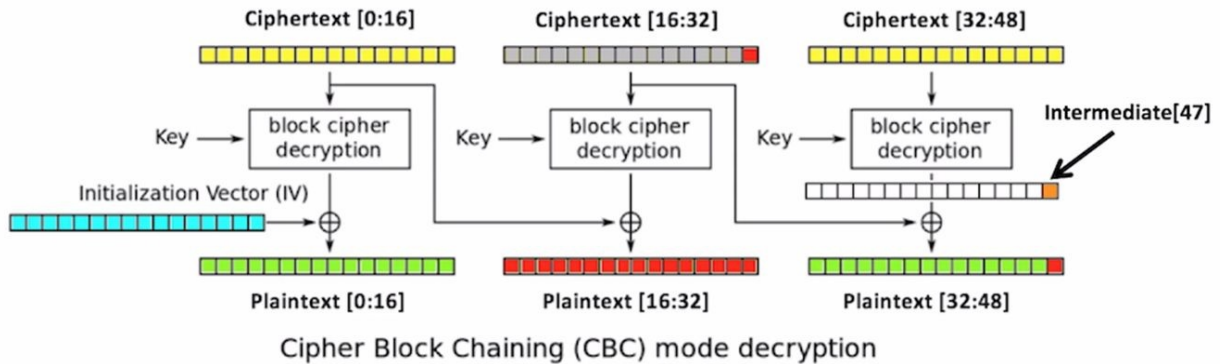 Ciphertext [0:16] Ciphertext [16:32] Ciphertext [32:48]
Intermediate[47]
Key block cipher decryption Key block cipher decryption Key block cipher decryption
Initialization Vector (IV)
Plaintext [0:16] Plaintext [16:32] Plaintext [32:48]
Cipher Block Chaining (CBC) mode decryption